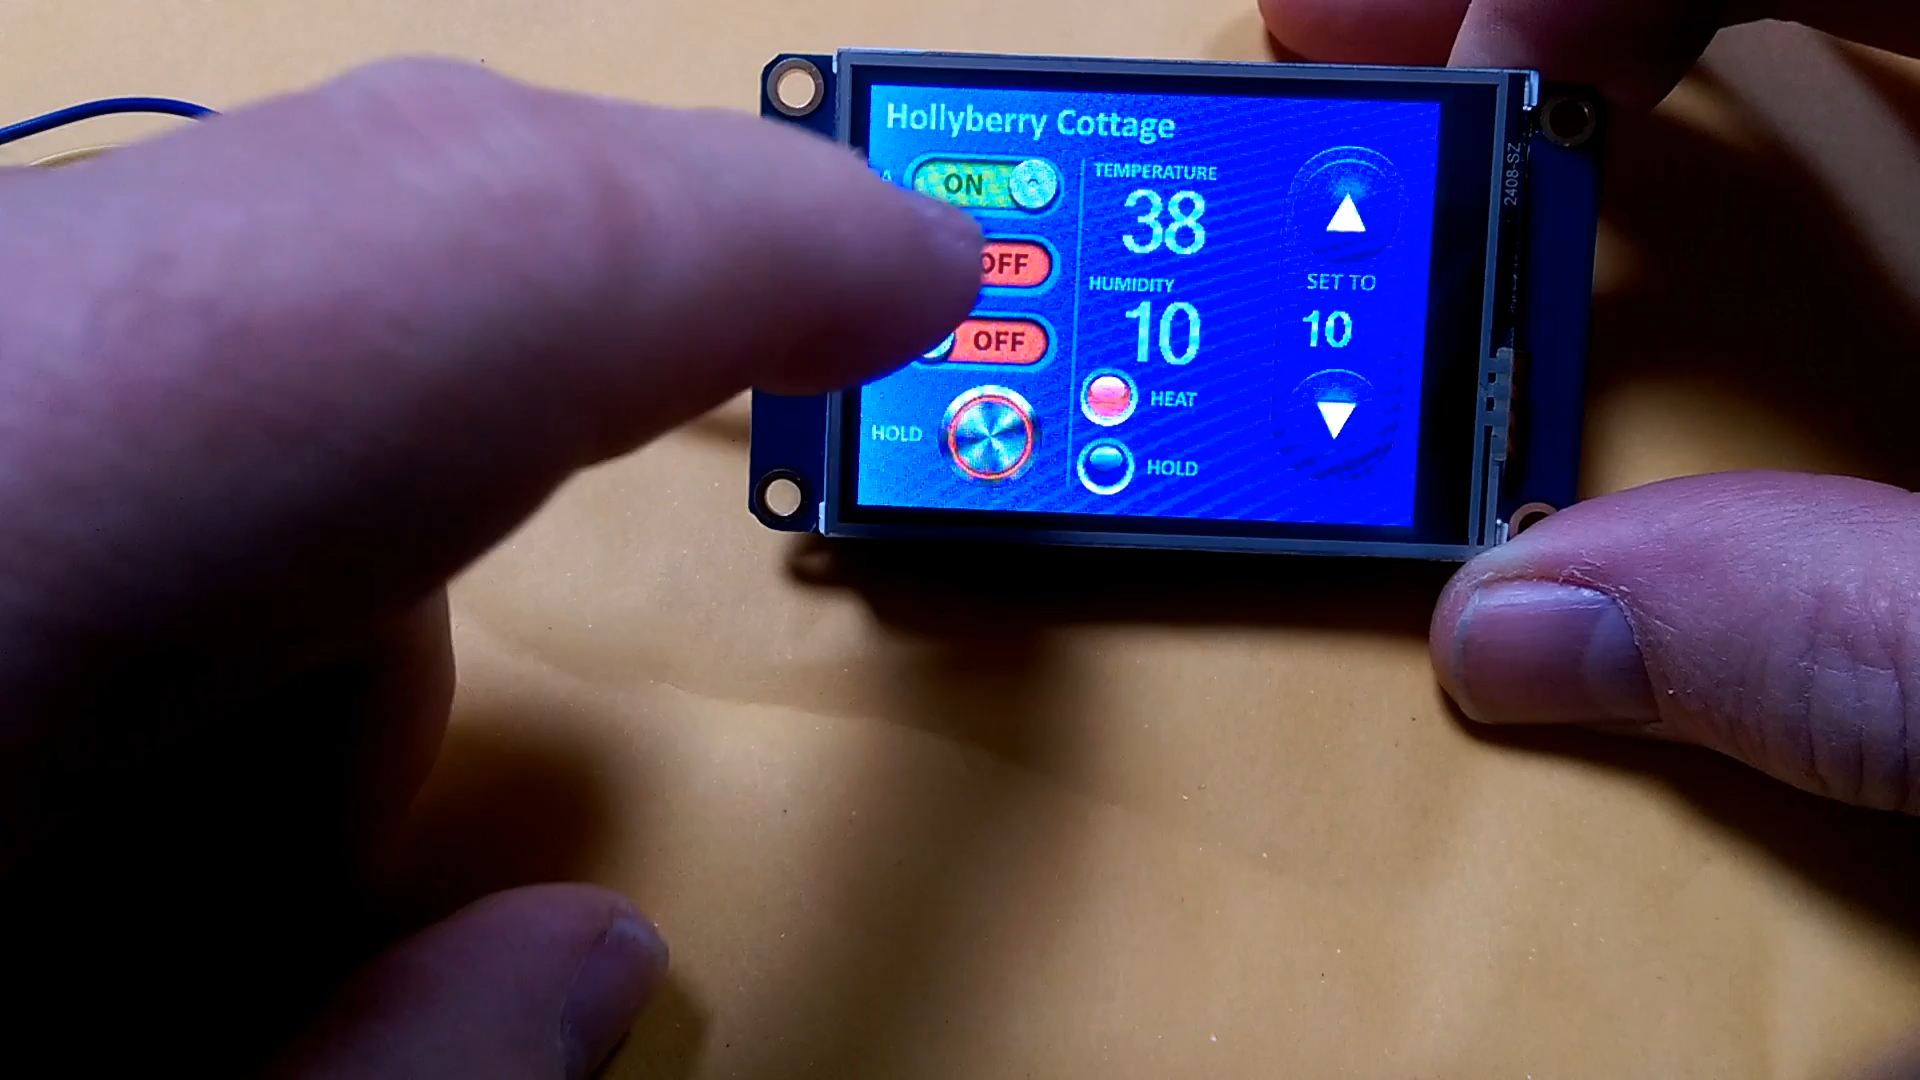 Hollyberry Cottage
A
ON
OFF
OFF
HOLD
TEMPERATURE
38
HUMIDITY
10
HEAT
HOLD
SET TO
10
2408-SZ